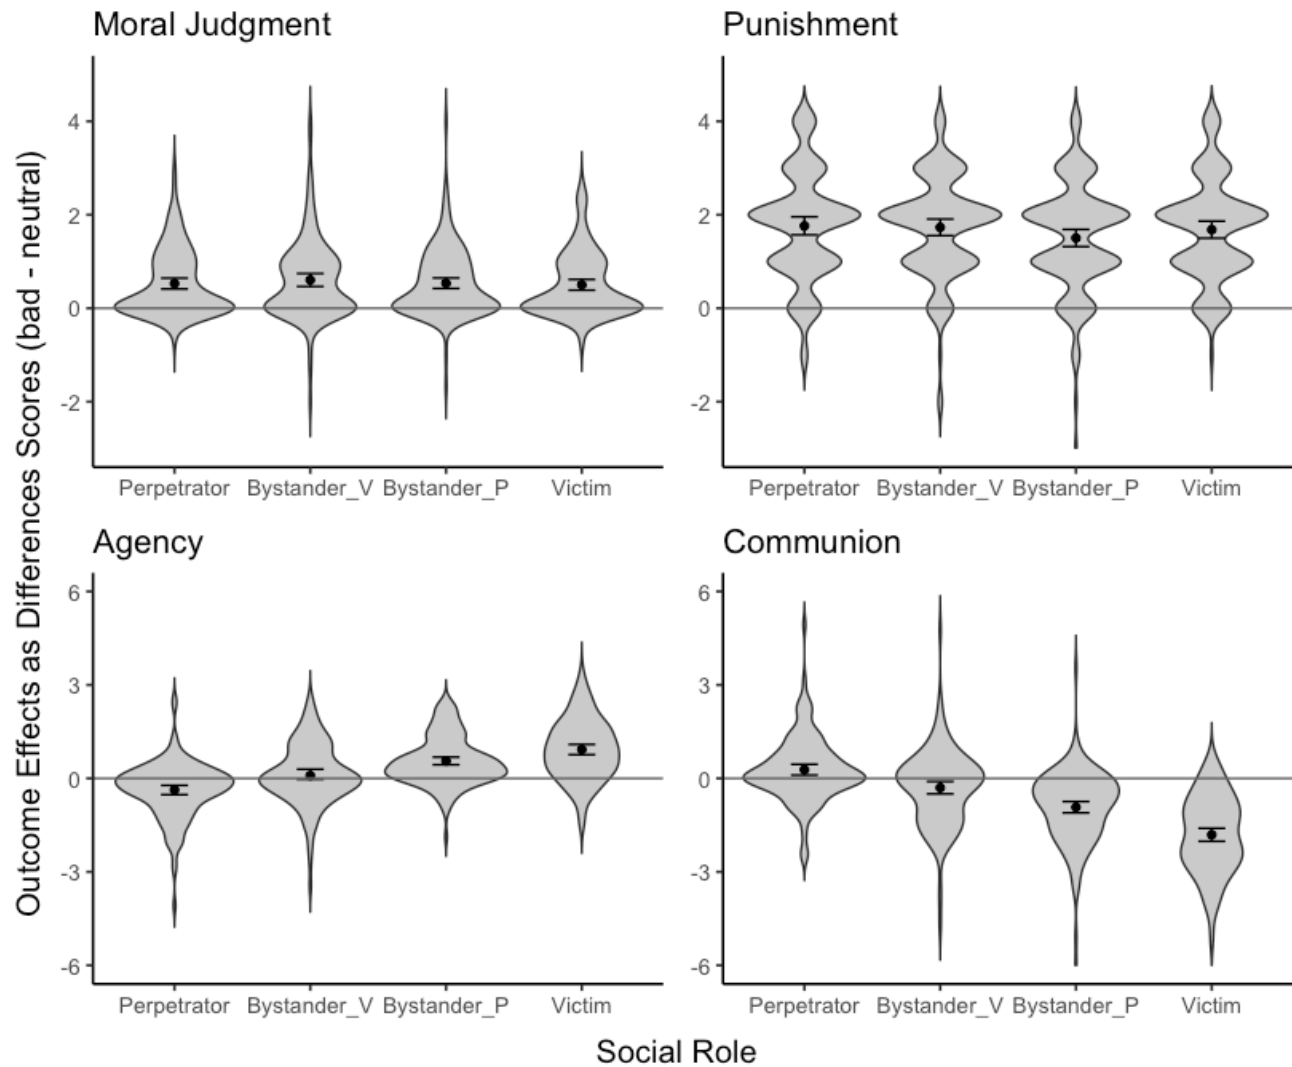 Moral Judgment
Punishment
4
2
0
-2
4
2
0
-2
Perpetrator Bystander_V Bystander_P Victim
Perpetrator Bystander_V Bystander_P Victim
Agency
Communion
6
3
0
-3
-6
6
3
0
-3
-6
Perpetrator Bystander_V Bystander_P Victim
Perpetrator Bystander_V Bystander_P Victim
Outcome Effects as Differences Scores (bad - neutral)
Social Role